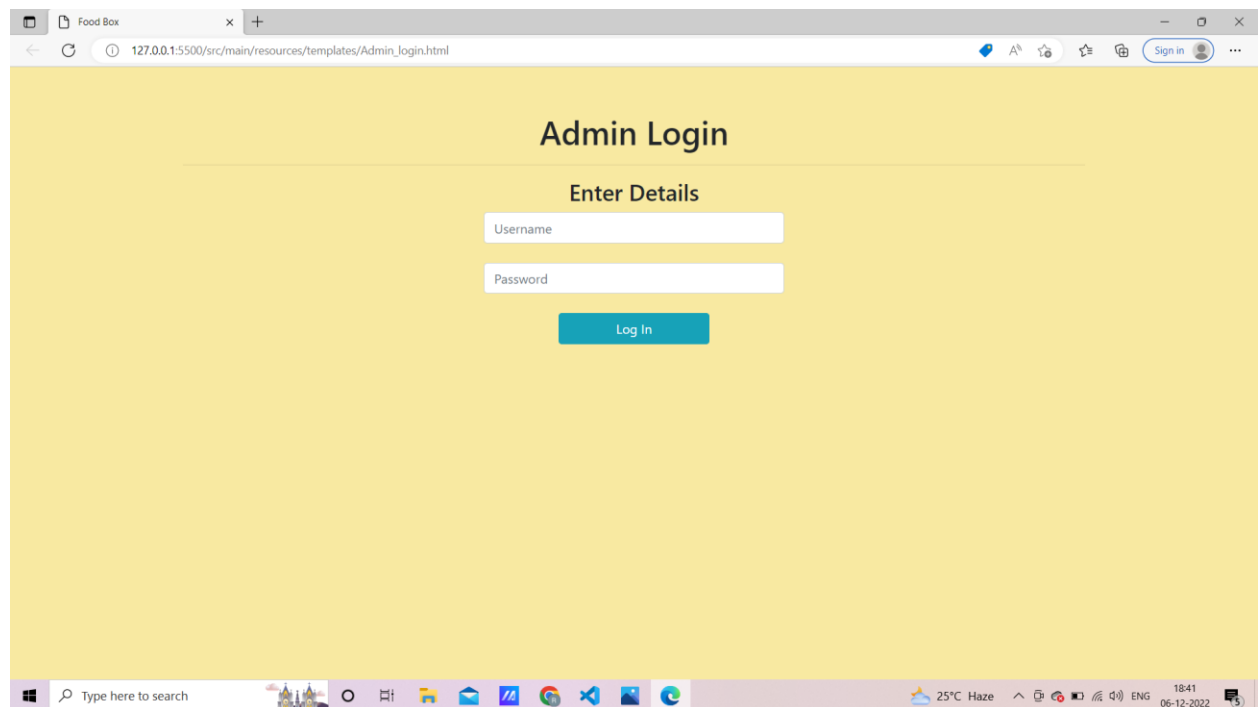 Food Box
127.0.0.1:5500/src/main/resources/templates/Admin_login.html
Sign in
Admin Login
Enter Details
Username
Password
Log In
Type here to search
25°C Haze
ENG
18:41
06-12-2022
5